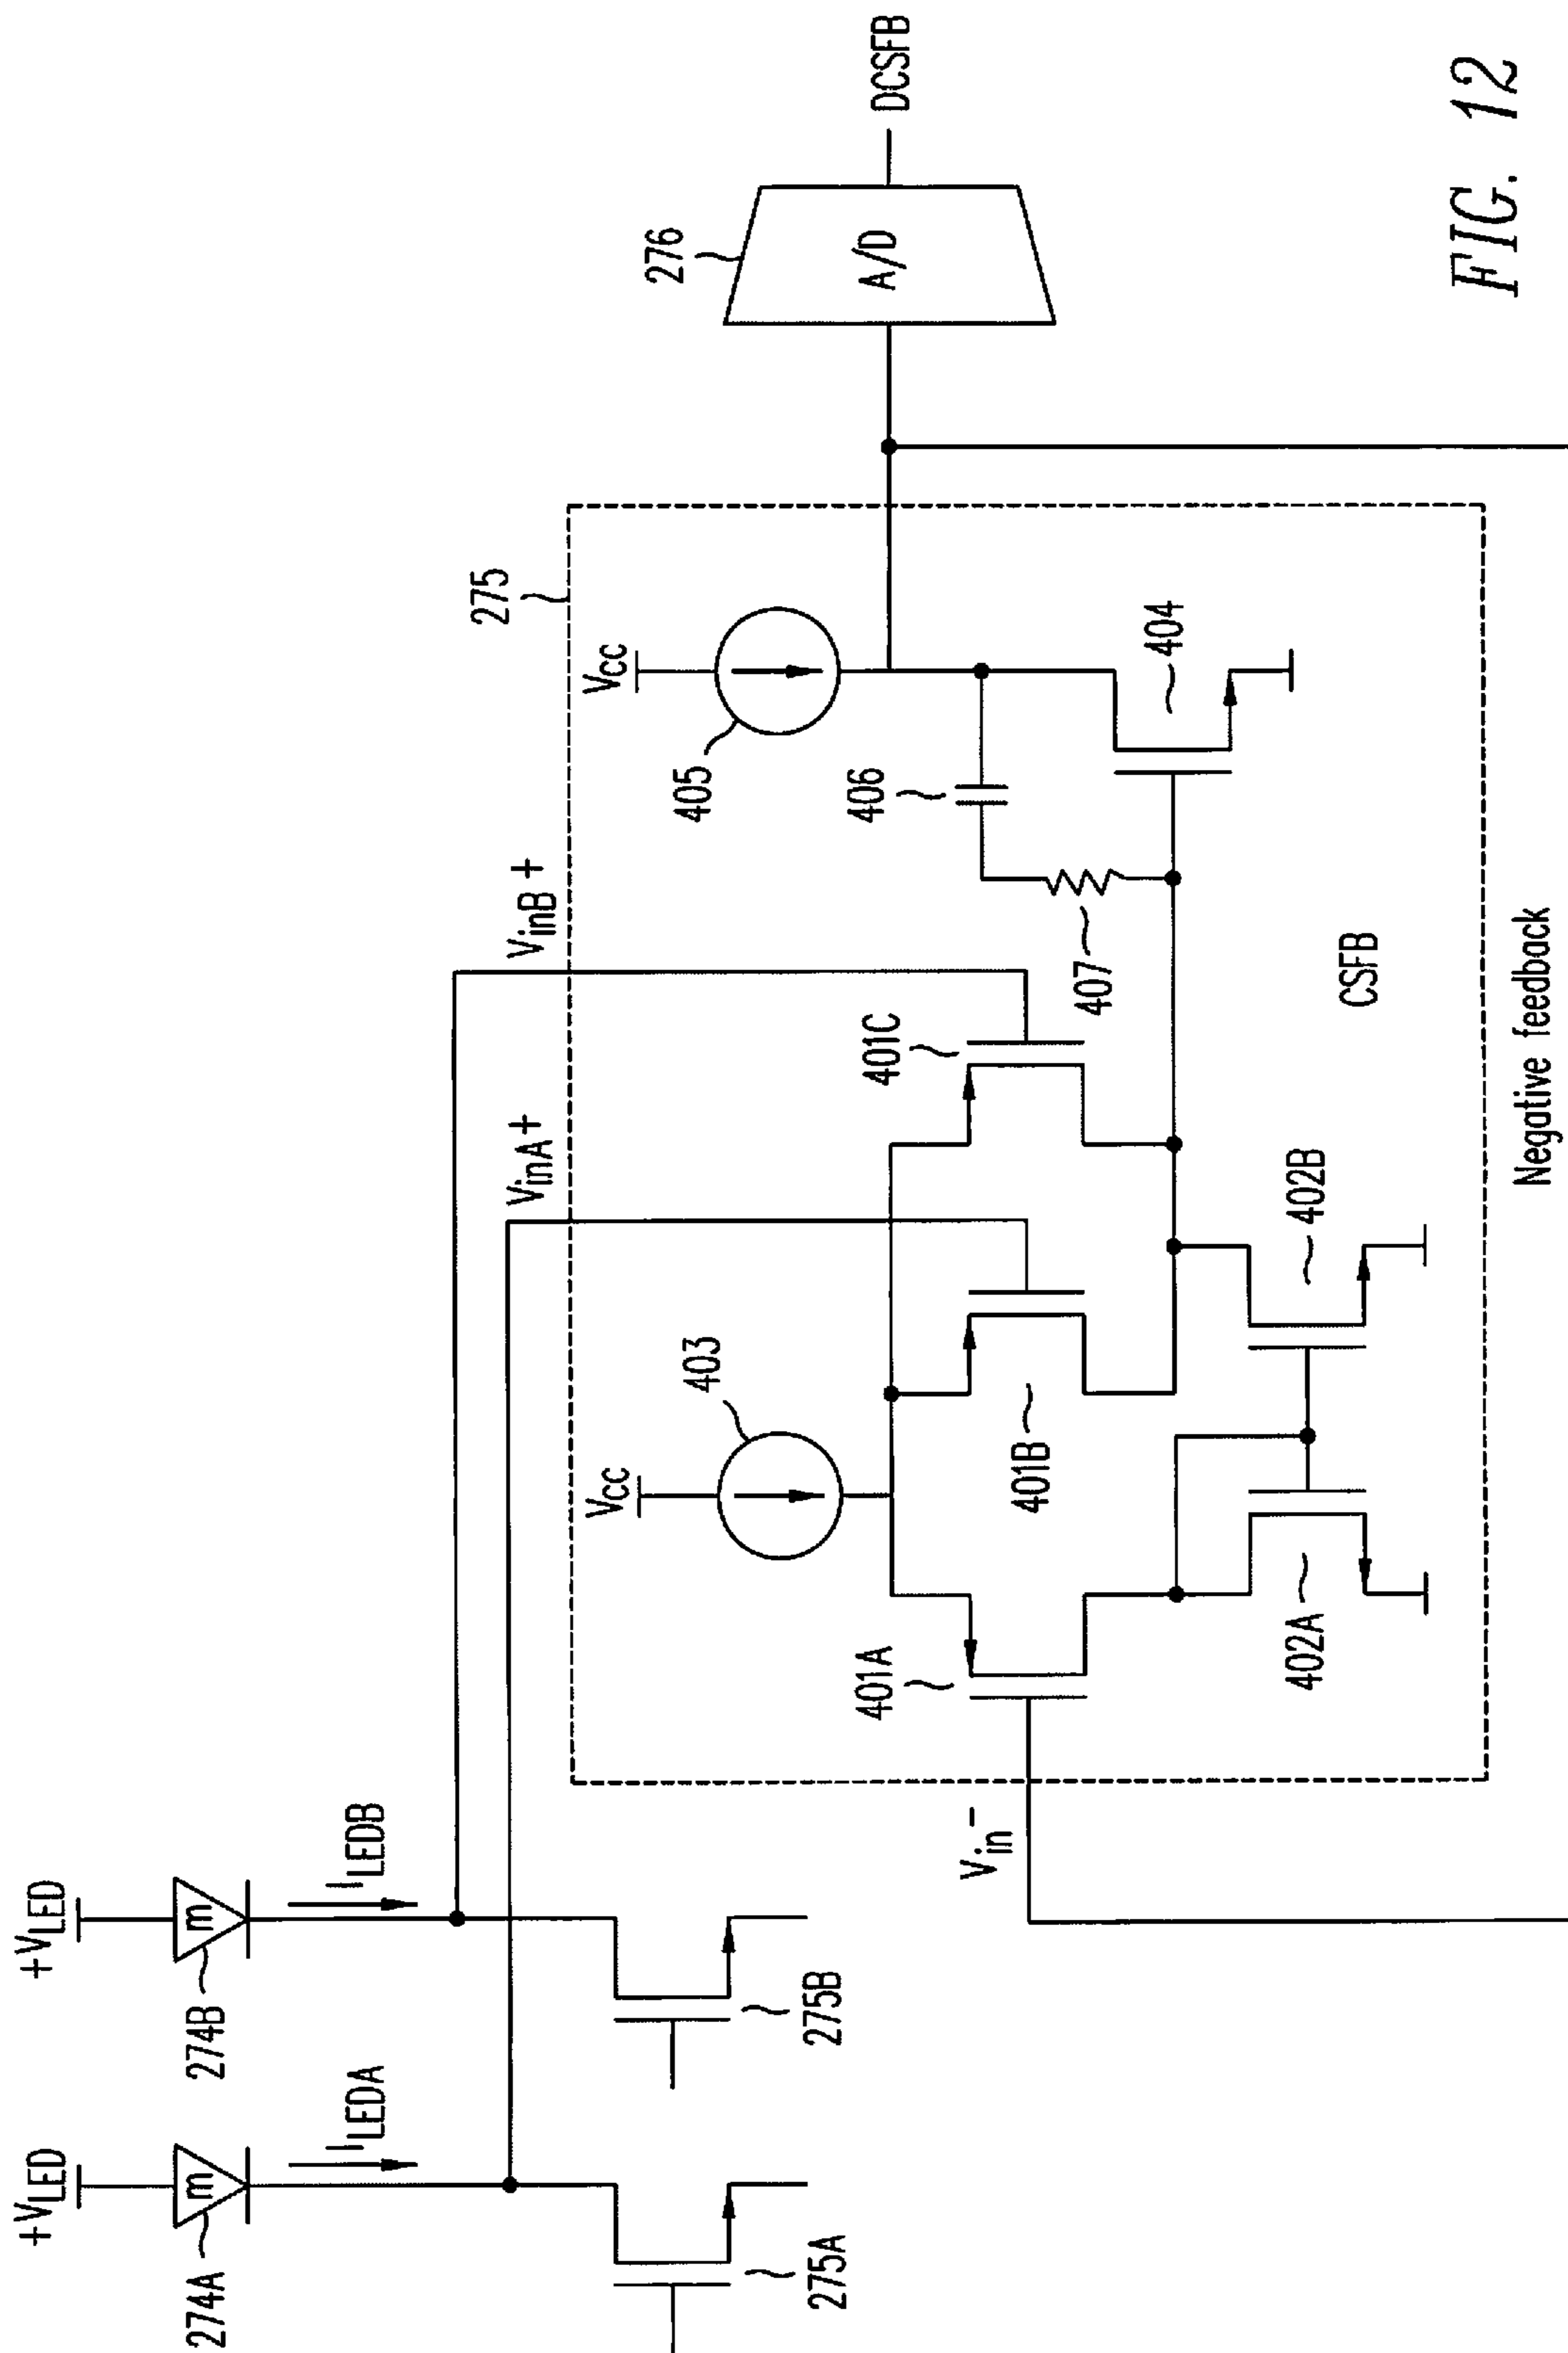 +VLED
+VLED
274A
m
274B
m
ILEDA
ILEDB
275A
275B
VinA+
VinB+
275
Vin-
Vcc
403
Vcc
405
401A
401B
401C
406
407
404
402A
402B
CSFB
Negative feedback
276
A/D
DCSFB
FIG. 12